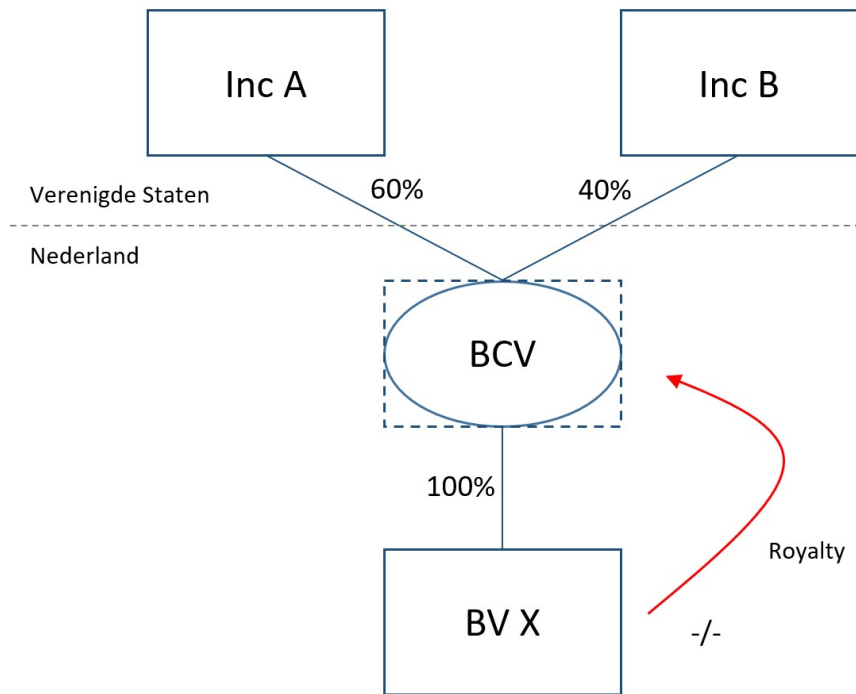 Inc A
Inc B
Verenigde Staten
60%
40%
Nederland
BCV
100%
Royalty
BV X
-/-